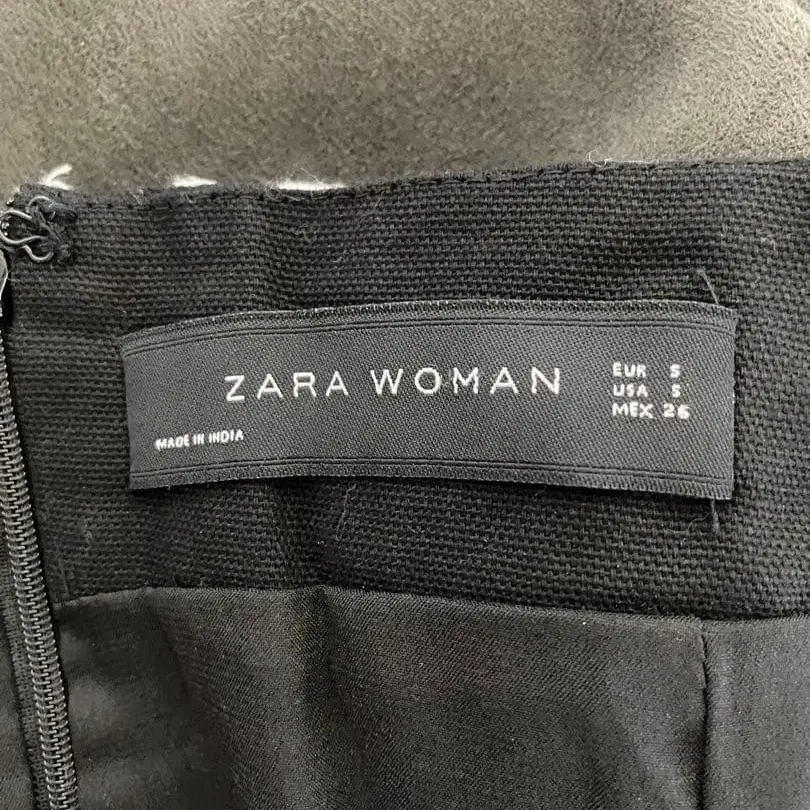 ZARA WOMAN
EUR S
USA S
MEX 26
MADE IN INDIA